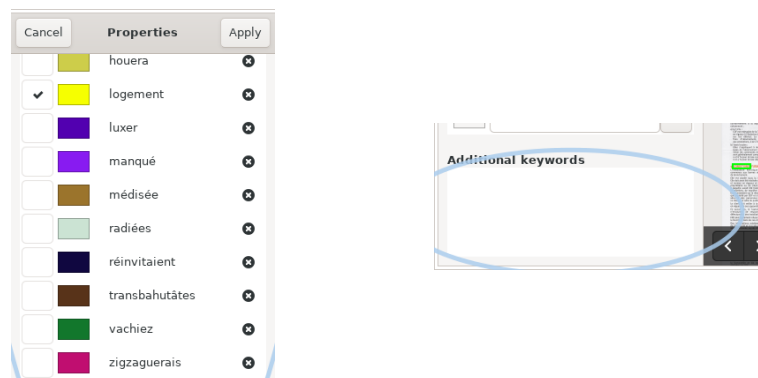 Cancel Properties Apply
houera
logement
luxer
manqué
médisée
radiées
réinvitaient
transbahutâtes
vachiez
zigzaguerais
Additional keywords